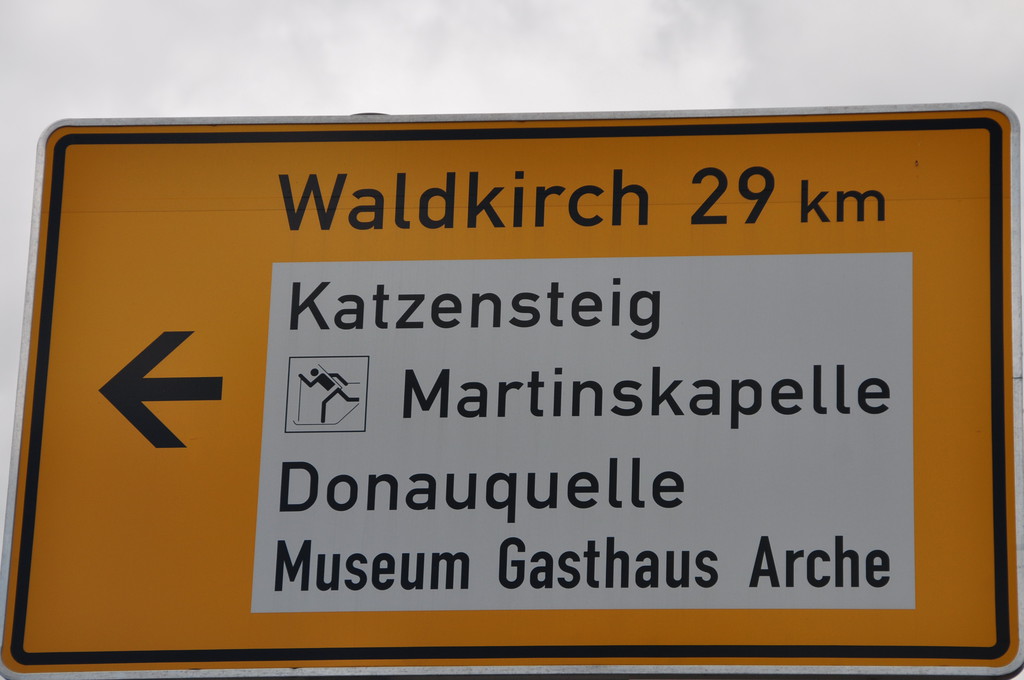 Waldkirch 29 km
Katzensteig
Martinskapelle
Donauquelle
Museum Gasthaus Arche